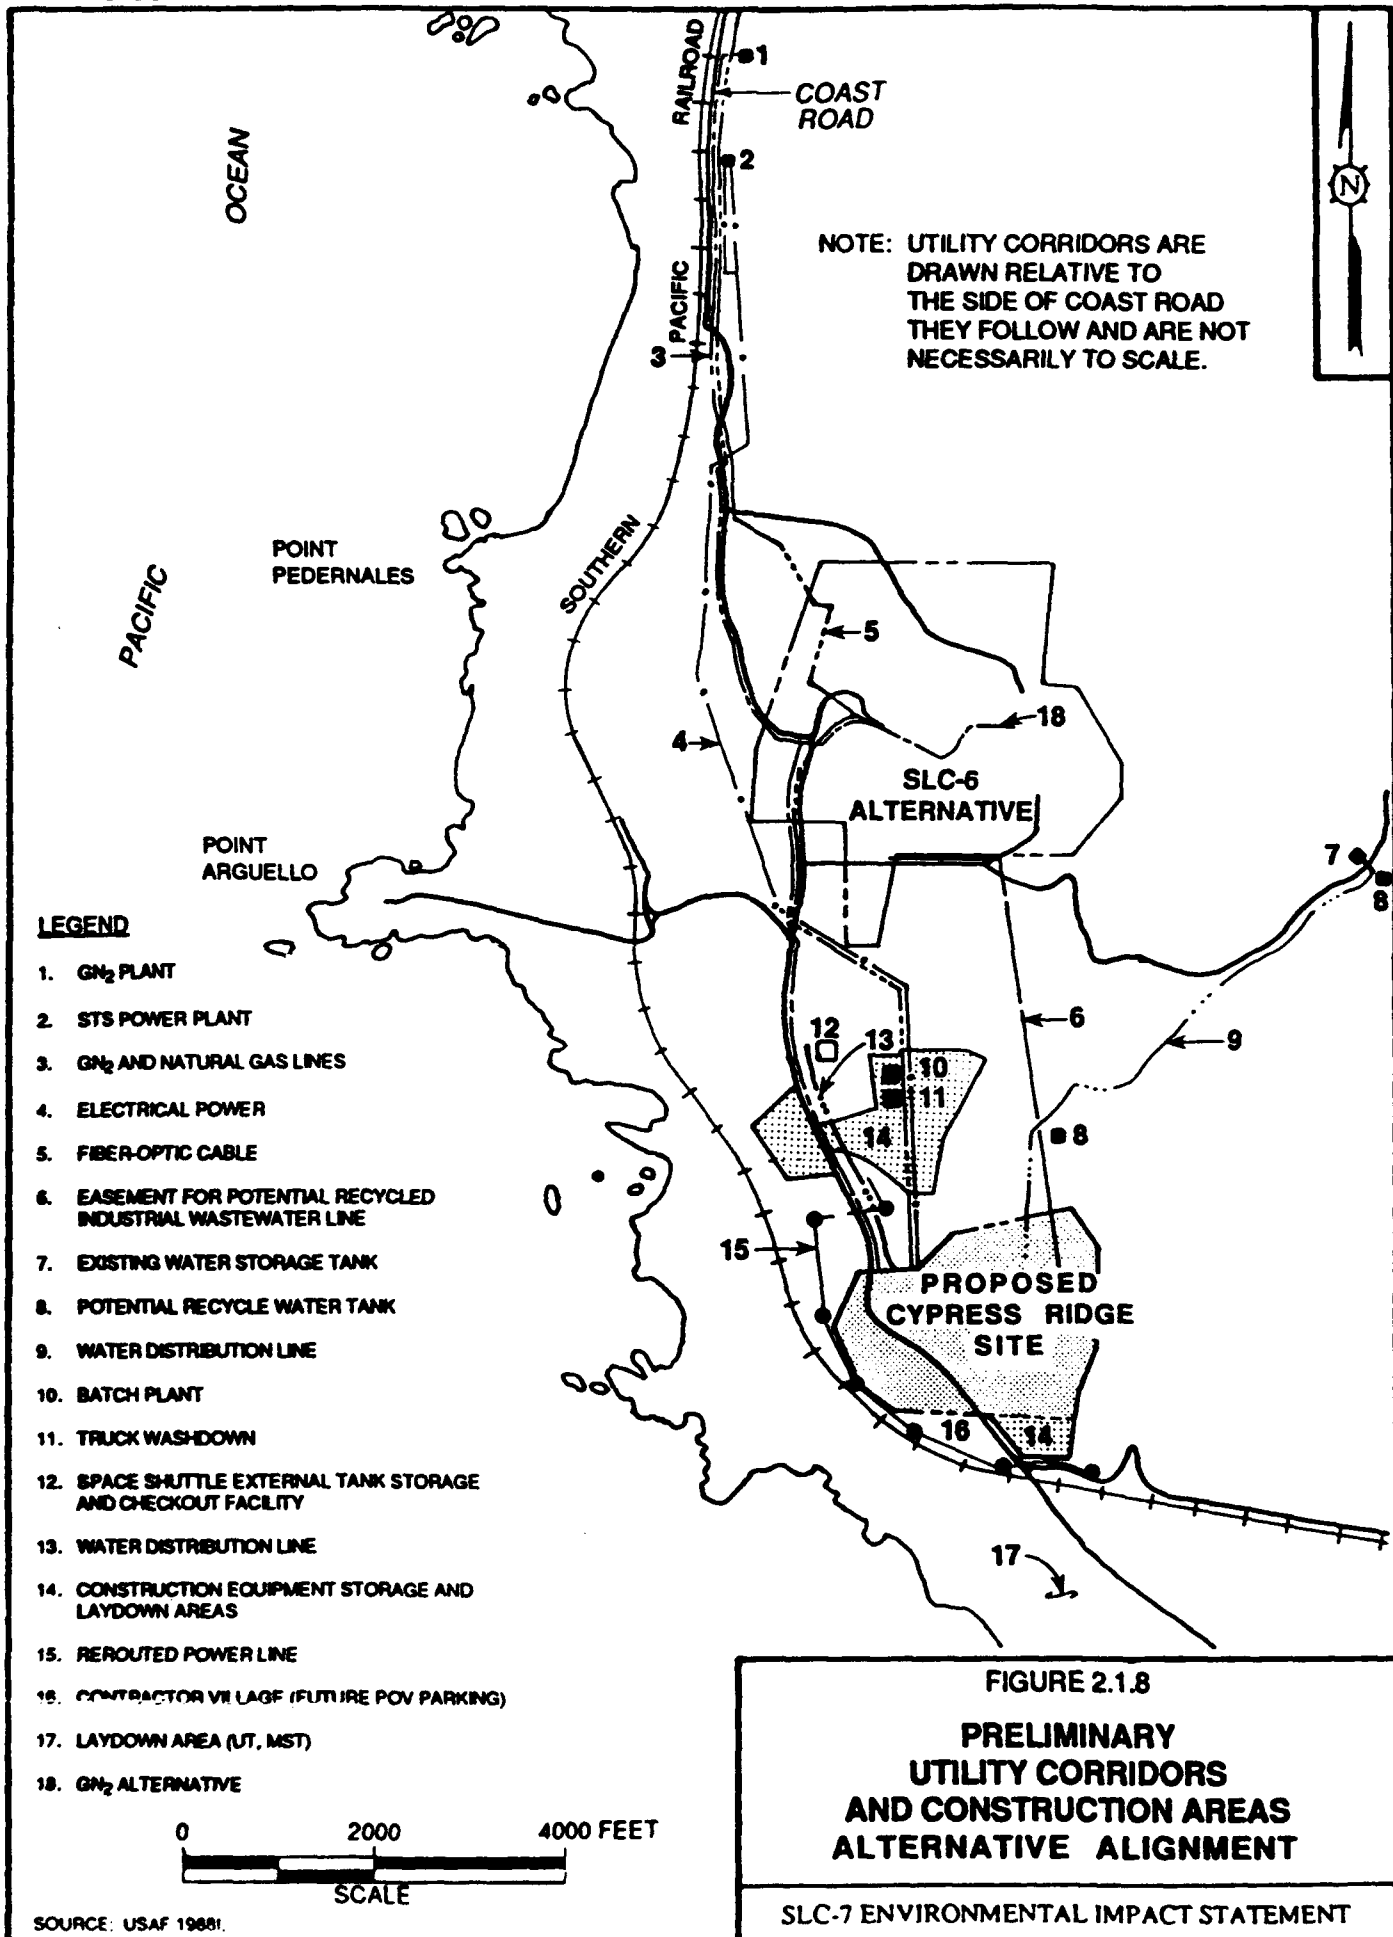 RAILROAD
1
COAST
ROAD
2
OCEAN
N
NOTE: UTILITY CORRIDORS ARE
DRAWN RELATIVE TO
THE SIDE OF COAST ROAD
THEY FOLLOW AND ARE NOT
NECESSARILY TO SCALE.
PACIFIC
3
POINT
PEDERNALES
SOUTHERN
PACIFIC
5
18
4
SLC-6
ALTERNATIVE
POINT
ARGUELLO
7
8
6
9
12
13
10
11
14
8
15
PROPOSED
CYPRESS RIDGE
SITE
16
14
17
LEGEND
1. GN₂ PLANT
2. STS POWER PLANT
3. GN₂ AND NATURAL GAS LINES
4. ELECTRICAL POWER
5. FIBER-OPTIC CABLE
6. EASEMENT FOR POTENTIAL RECYCLED
INDUSTRIAL WASTEWATER LINE
7. EXISTING WATER STORAGE TANK
8. POTENTIAL RECYCLE WATER TANK
9. WATER DISTRIBUTION LINE
10. BATCH PLANT
11. TRUCK WASHDOWN
12. SPACE SHUTTLE EXTERNAL TANK STORAGE
AND CHECKOUT FACILITY
13. WATER DISTRIBUTION LINE
14. CONSTRUCTION EQUIPMENT STORAGE AND
LAYDOWN AREAS
15. REROUTED POWER LINE
16. CONTRACTOR VILLAGE (FUTURE POV PARKING)
17. LAYDOWN AREA (UT, MST)
18. GN₂ ALTERNATIVE
0 2000 4000 FEET
SCALE
SOURCE: USAF
FIGURE 2.1.8
PRELIMINARY
UTILITY CORRIDORS
AND CONSTRUCTION AREAS
ALTERNATIVE ALIGNMENT
SLC-7 ENVIRONMENTAL IMPACT STATEMENT